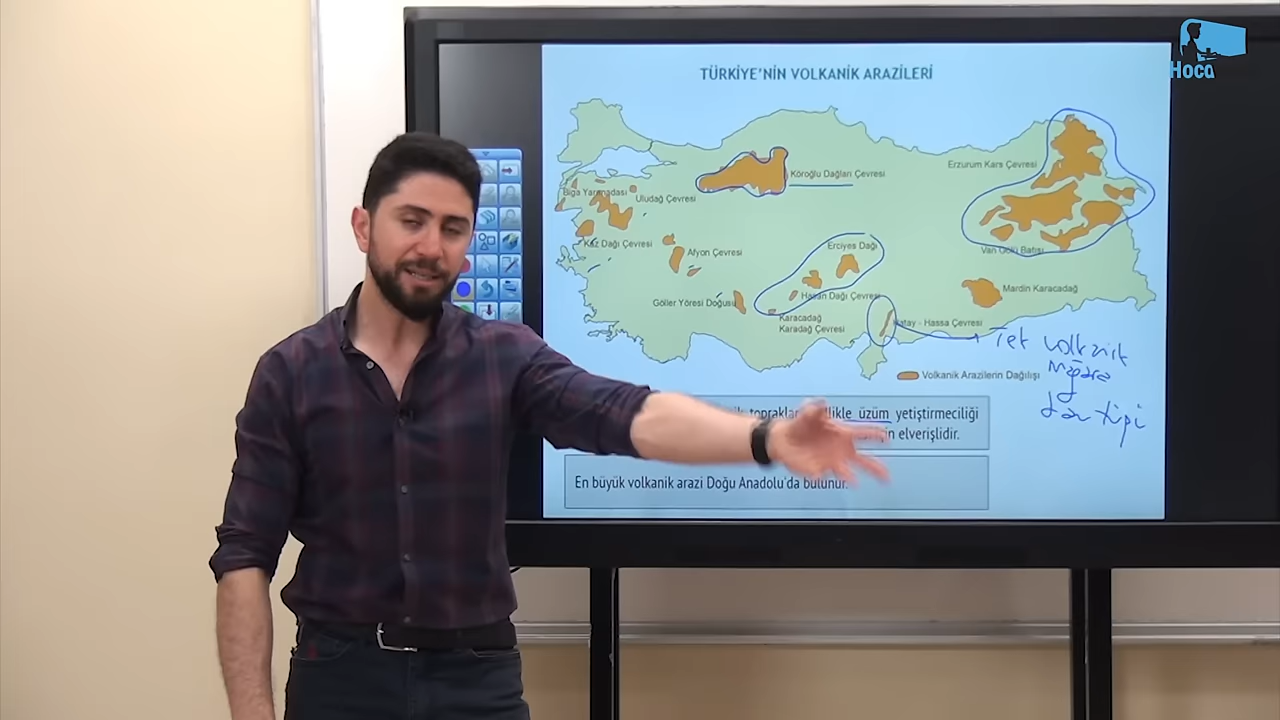 Hoca
TÜRKİYE'NİN VOLKANİK ARAZİLERİ
Erzurum Kars Çevresi
Köroğlu Dağları Çevresi
Biga Yarımadası
Uludağ Çevresi
Kaz Dağı Çevresi
Afyon Çevresi
Erciyes Dağı
Van Gölü Batısı
Göller Yöresi Doğusu
Hasan Dağı Çevresi
Mardin Karacadağ
Karacadağ
Karadağ Çevresi
Hatay - Hassa Çevresi
Tek volkanik
mağara
Volkanik Arazilerin Dağılışı
üzüm yetiştirmeciliği
için elverişlidir.
En büyük volkanik arazi Doğu Anadolu'da bulunur.